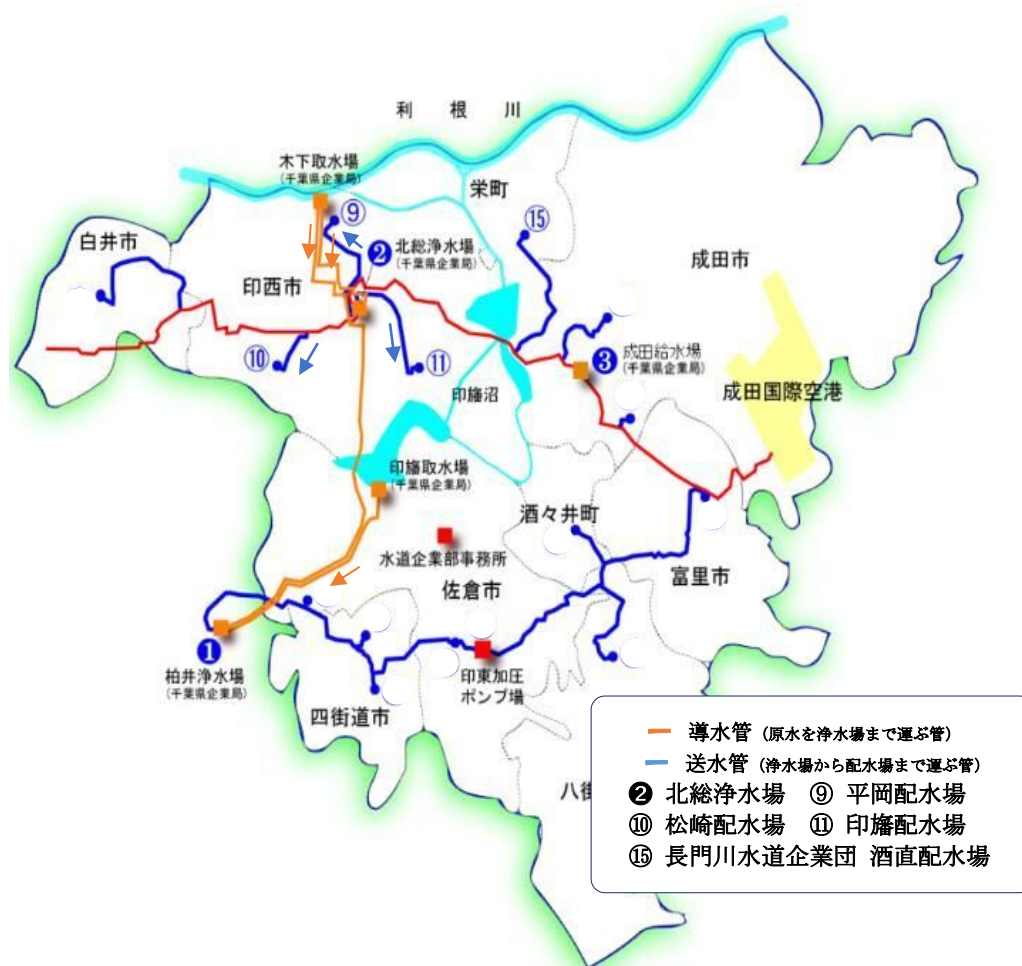 利根川
木下取水場
(千葉県企業局)
栄町
⑨
⑮
白井市
❷
北総浄水場
(千葉県企業局)
成田市
印西市
⑩
⑪
❸
成田給水場
(千葉県企業局)
印旛沼
成田国際空港
印旛取水場
(千葉県企業局)
酒々井町
水道企業部事務所
佐倉市
富里市
❶
柏井浄水場
(千葉県企業局)
印東加圧
ポンプ場
四街道市
八街
導水管(原水を浄水場まで運ぶ管)
送水管(浄水場から配水場まで運ぶ管)
❷ 北総浄水場 ⑨ 平岡配水場
⑩ 松崎配水場 ⑪ 印旛配水場
⑮ 長門川水道企業団 酒直配水場